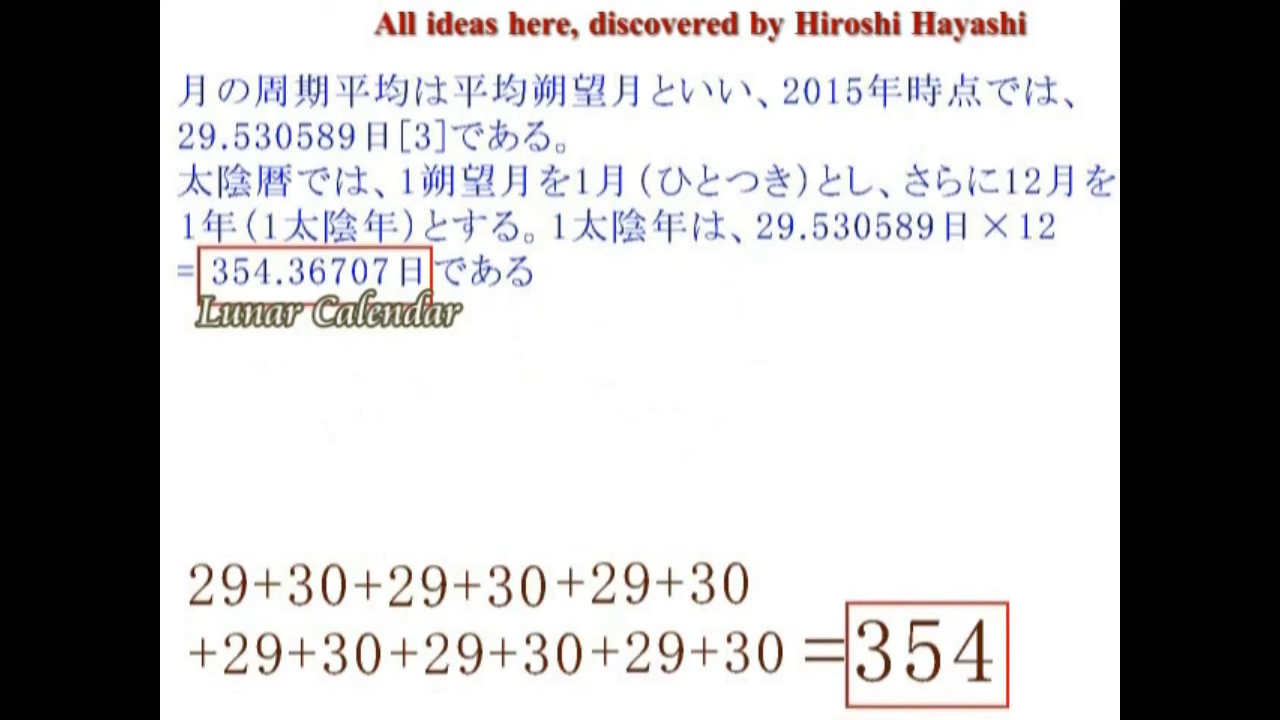 All ideas here, discovered by Hiroshi Hayashi
月の周期平均は平均朔望月といい、2015年時点では、
29.530589日[3]である。
太陰暦では、1朔望月を1月(ひとつき)とし、さらに12月を
1年(1太陰年)とする。1太陰年は、29.530589日×12
=354.36707日である
Lunar Calendar
29+30+29+30+29+30
+29+30+29+30+29+30=354